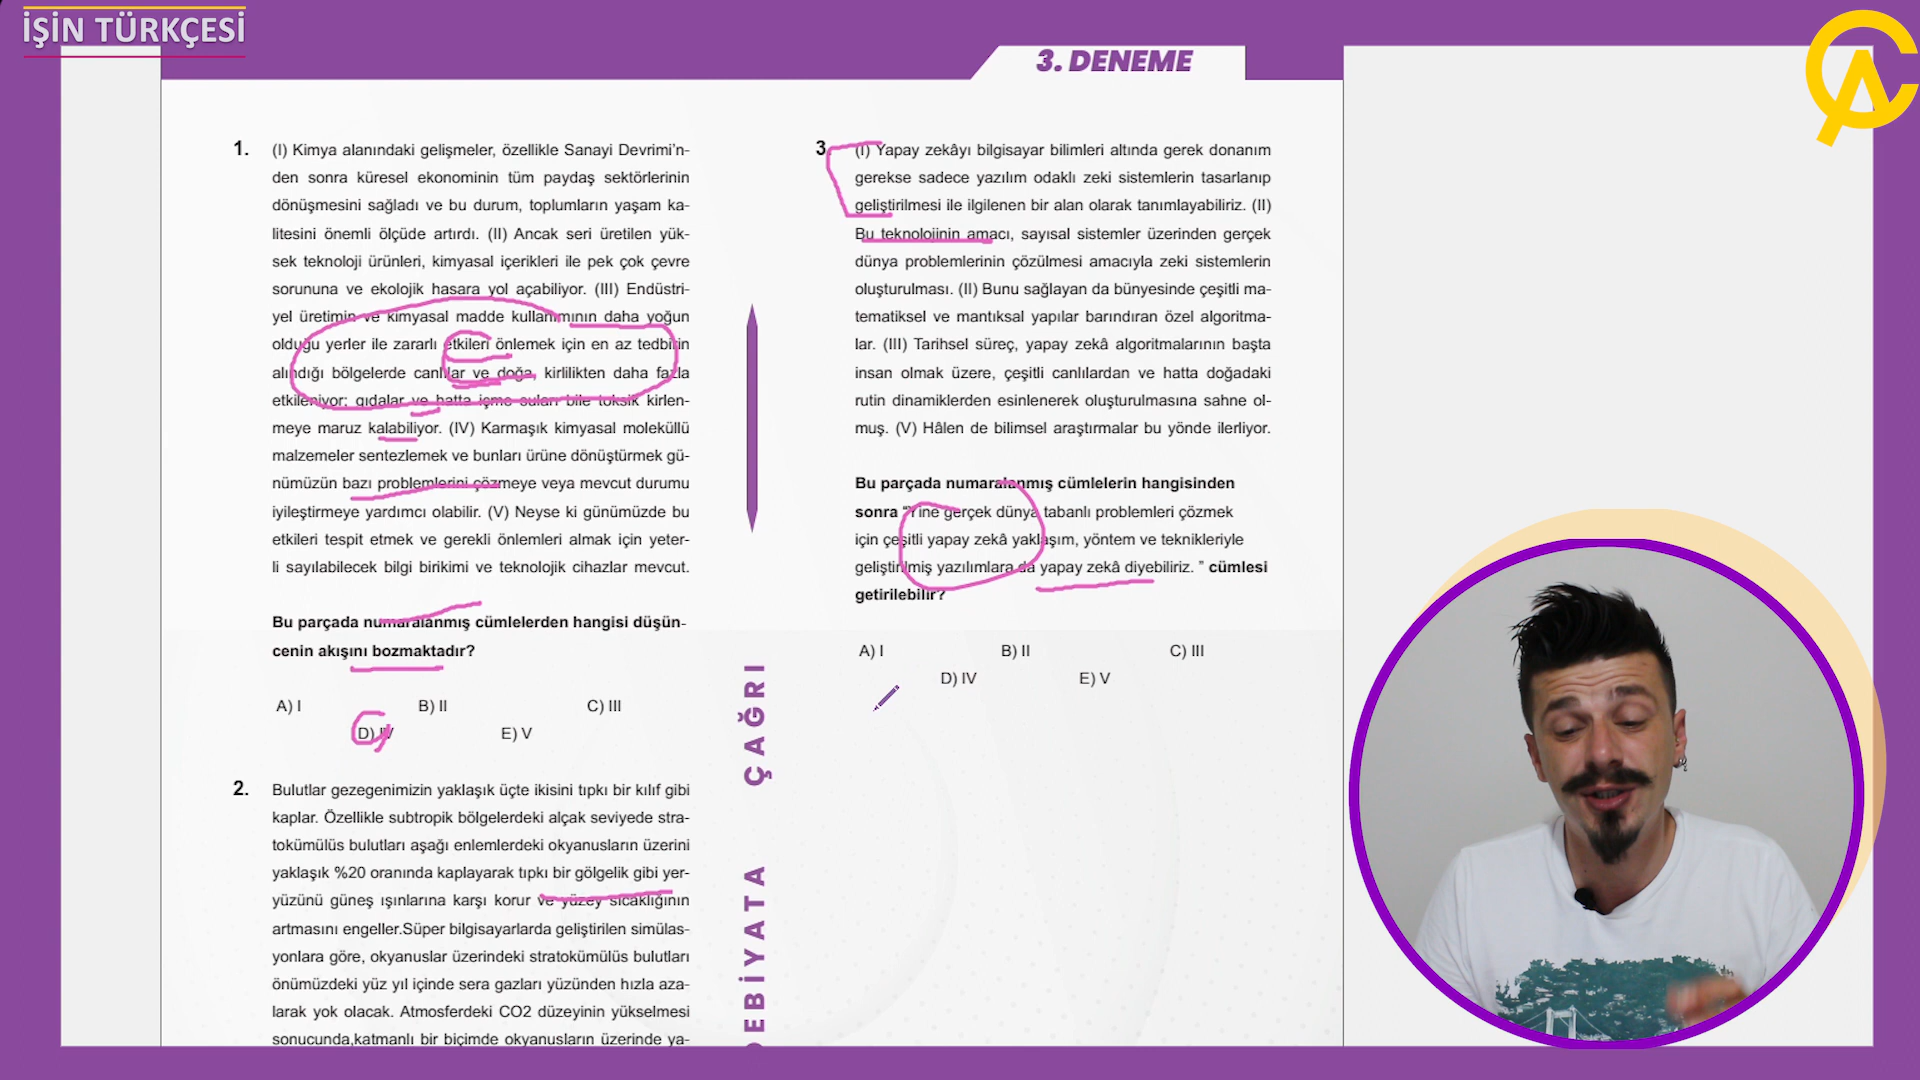 İŞİN TÜRKÇESİ
3. DENEME
1. (I) Kimya alanındaki gelişmeler, özellikle Sanayi Devrimi’n-
den sonra küresel ekonominin tüm paydaş sektörlerinin
dönüşmesini sağladı ve bu durum, toplumların yaşam ka-
litesini önemli ölçüde artırdı. (II) Ancak seri üretilen yük-
sek teknoloji ürünleri, kimyasal içerikleri ile pek çok çevre
sorununa ve ekolojik hasara yol açabiliyor. (III) Endüstri-
yel üretimin ve kimyasal madde kullanımının daha yoğun
olduğu yerler ile zararlı etkileri önlemek için en az tedbirin
alındığı bölgelerde canlılar ve doğa, kirlilikten daha fazla
etkileniyor; gıdalar ve hatta içme suları bile toksik kirlen-
meye maruz kalabiliyor. (IV) Karmaşık kimyasal moleküllü
malzemeler sentezlemek ve bunları ürüne dönüştürmek gü-
nümüzün bazı problemlerini çözmeye veya mevcut durumu
iyileştirmeye yardımcı olabilir. (V) Neyse ki günümüzde bu
etkileri tespit etmek ve gerekli önlemleri almak için yeter-
li sayılabilecek bilgi birikimi ve teknolojik cihazlar mevcut.
Bu parçada numaralanmış cümlelerden hangisi düşün-
cenin akışını bozmaktadır?
A) I B) II C) III
D) IV E) V
2. Bulutlar gezegenimizin yaklaşık üçte ikisini tıpkı bir kılıf gibi
kaplar. Özellikle subtropik bölgelerdeki alçak seviyede stra-
tokümülüs bulutları aşağı enlemlerdeki okyanusların üzerini
yaklaşık %20 oranında kaplayarak tıpkı bir gölgelik gibi yer-
yüzünü güneş ışınlarına karşı korur ve yüzey sıcaklığının
artmasını engeller.Süper bilgisayarlarda geliştirilen simülas-
yonlara göre, okyanuslar üzerindeki stratokümülüs bulutları
önümüzdeki yüz yıl içinde sera gazları yüzünden hızla aza-
larak yok olacak. Atmosferdeki CO2 düzeyinin yükselmesi
sonucunda,katmanlı bir biçimde okyanusların üzerinde ya-
ÇAĞRI
EBİYATA
3. (I) Yapay zekâyı bilgisayar bilimleri altında gerek donanım
gerekse sadece yazılım odaklı zeki sistemlerin tasarlanıp
geliştirilmesi ile ilgilenen bir alan olarak tanımlayabiliriz. (II)
Bu teknolojinin amacı, sayısal sistemler üzerinden gerçek
dünya problemlerinin çözülmesi amacıyla zeki sistemlerin
oluşturulması. (II) Bunu sağlayan da bünyesinde çeşitli ma-
tematiksel ve mantıksal yapılar barındıran özel algoritma-
lar. (III) Tarihsel süreç, yapay zekâ algoritmalarının başta
insan olmak üzere, çeşitli canlılardan ve hatta doğadaki
rutin dinamiklerden esinlenerek oluşturulmasına sahne ol-
muş. (V) Hâlen de bilimsel araştırmalar bu yönde ilerliyor.
Bu parçada numaralanmış cümlelerin hangisinden
sonra “Yine gerçek dünya tabanlı problemleri çözmek
için çeşitli yapay zekâ yaklaşım, yöntem ve teknikleriyle
geliştirilmiş yazılımlara da yapay zekâ diyebiliriz. ” cümlesi
getirilebilir?
A) I B) II C) III
D) IV E) V